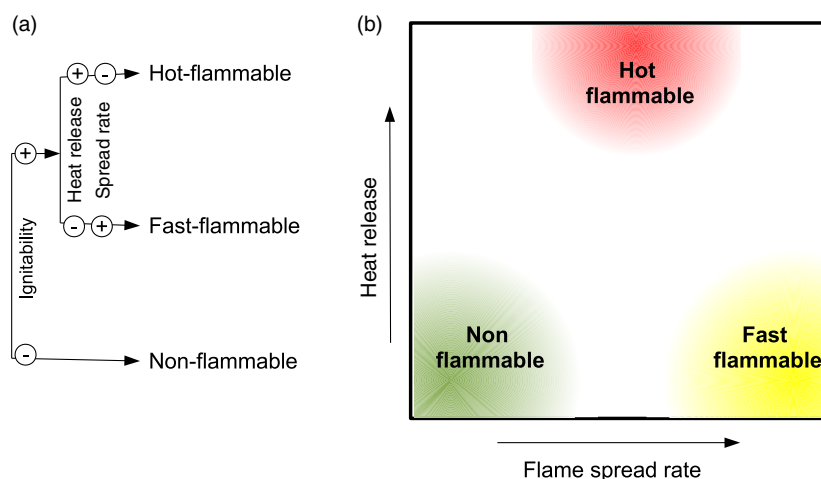 (a)
+
-
Hot-flammable
+
Heat release
Spread rate
Ignitability
-
+
Fast-flammable
-
Non-flammable
(b)
Hot
flammable
Heat release
Non
flammable
Fast
flammable
Flame spread rate